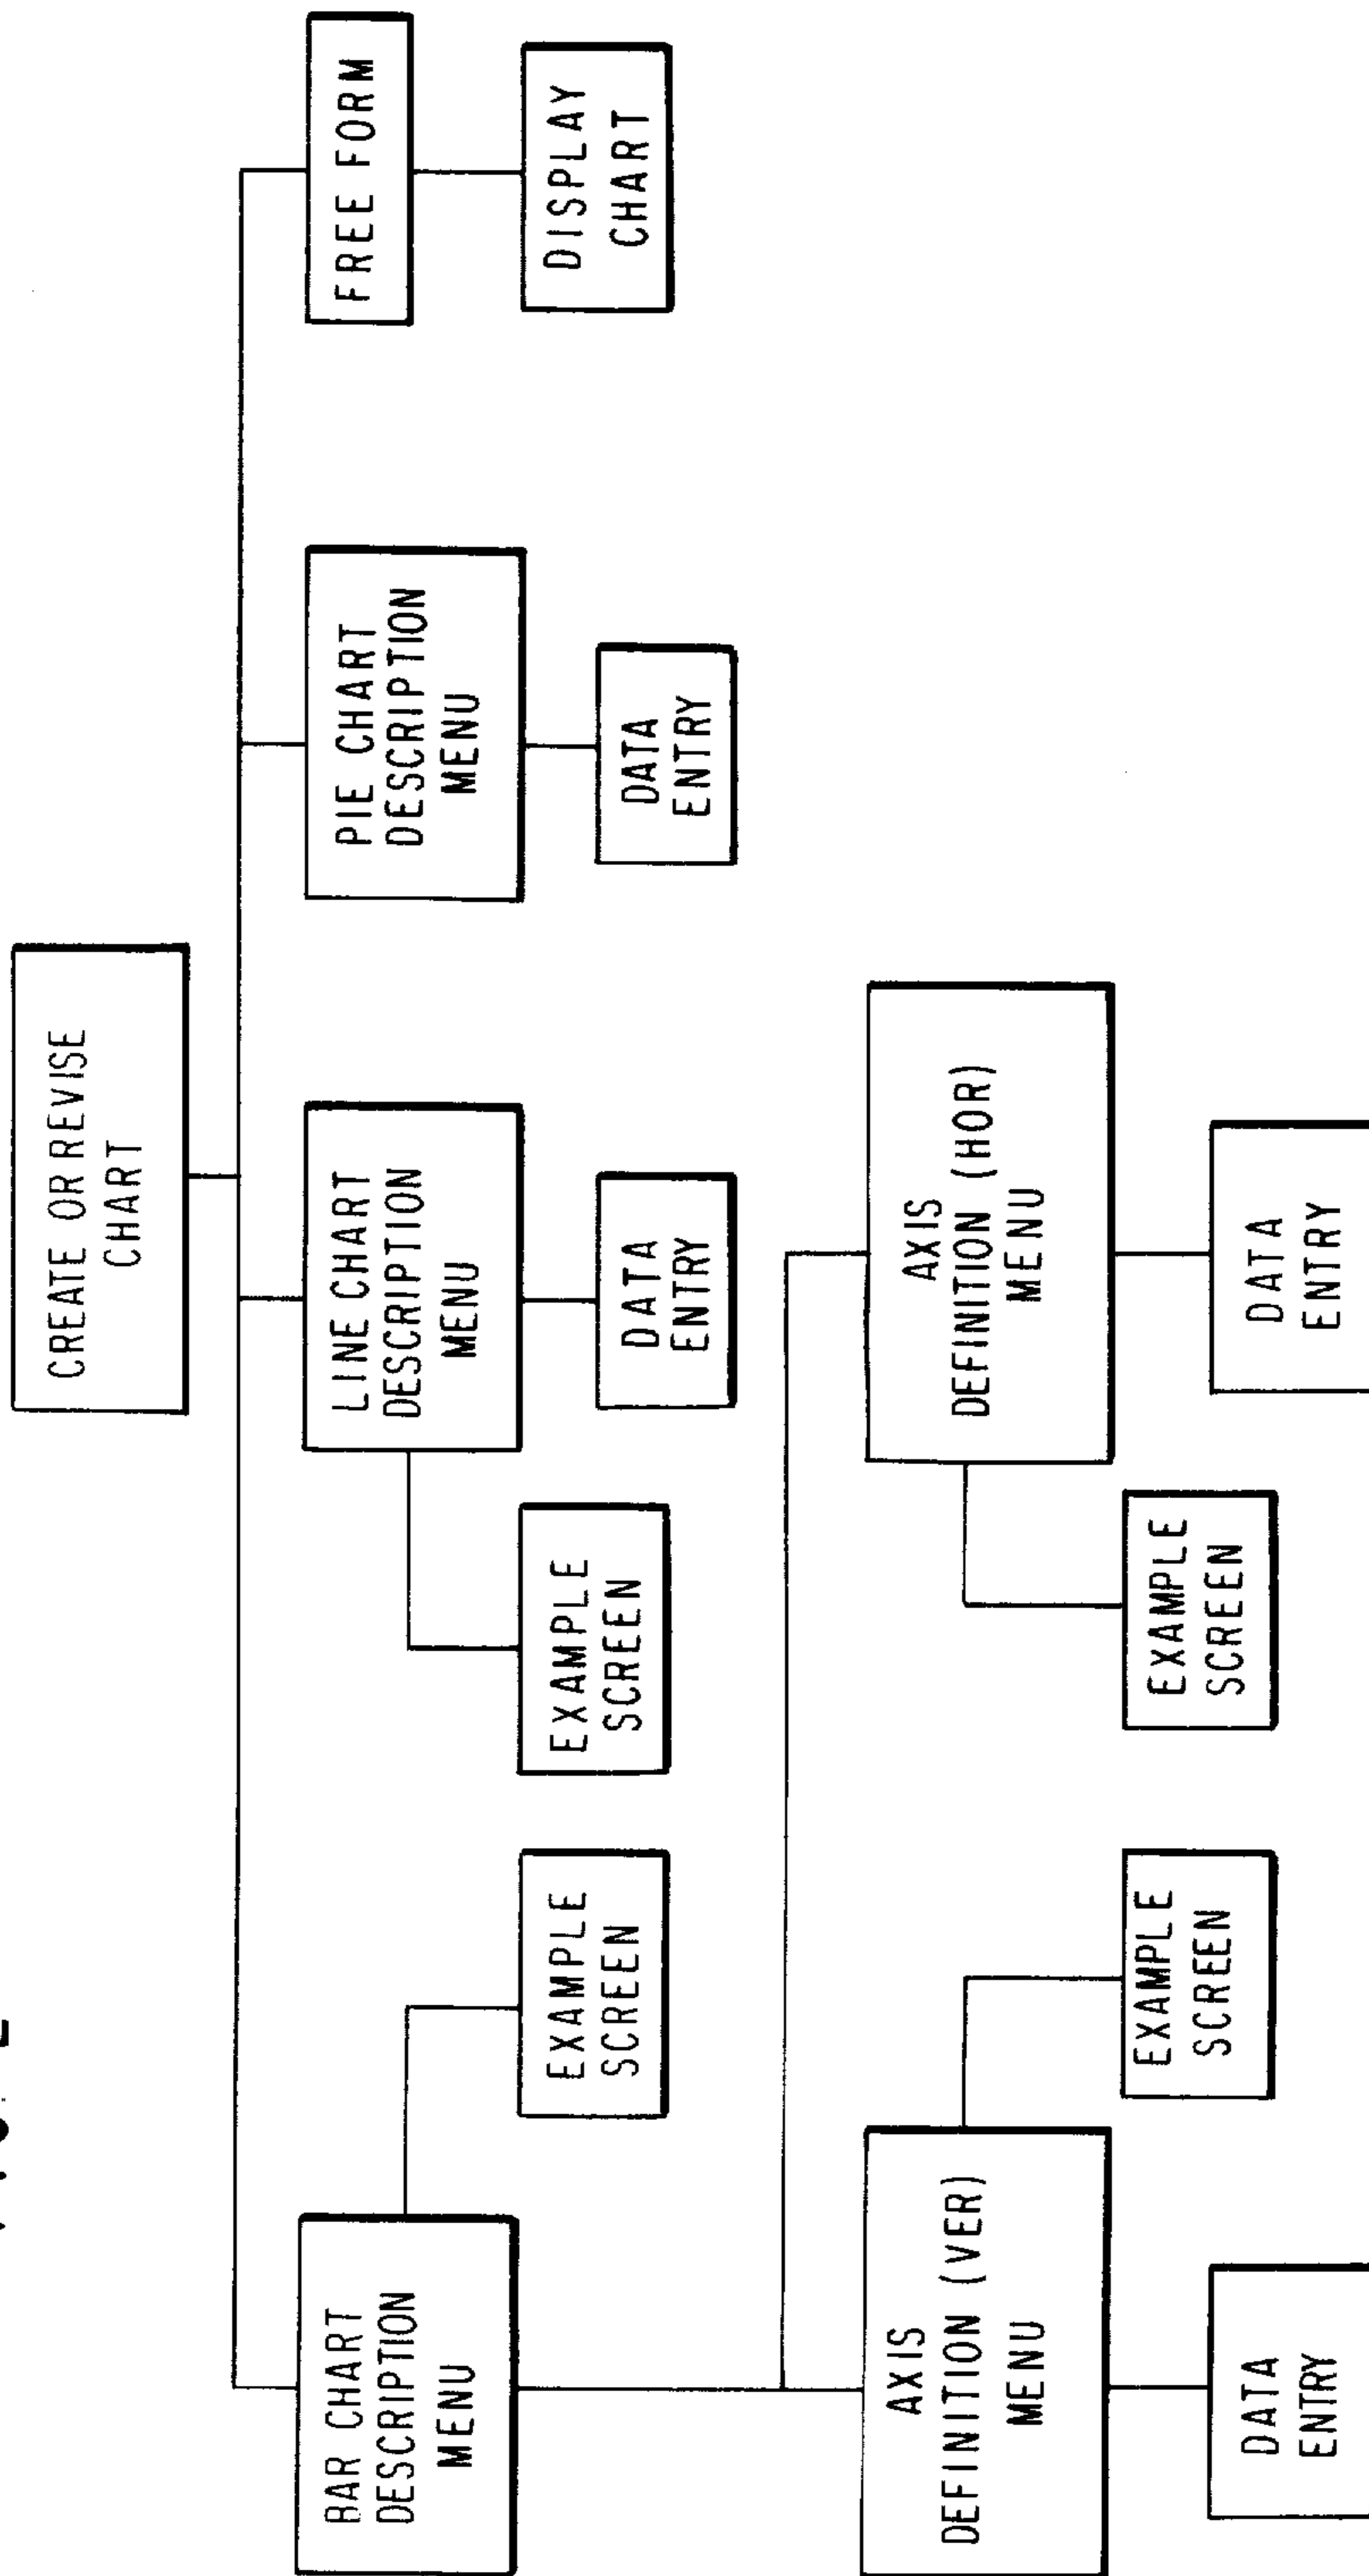 CREATE OR REVISE
CHART
BAR CHART
DESCRIPTION
MENU
EXAMPLE
SCREEN
LINE CHART
DESCRIPTION
MENU
EXAMPLE
SCREEN
DATA
ENTRY
PIE CHART
DESCRIPTION
MENU
DATA
ENTRY
FREE FORM
DISPLAY
CHART
AXIS
DEFINITION (VER)
MENU
EXAMPLE
SCREEN
DATA
ENTRY
AXIS
DEFINITION (HOR)
MENU
EXAMPLE
SCREEN
DATA
ENTRY